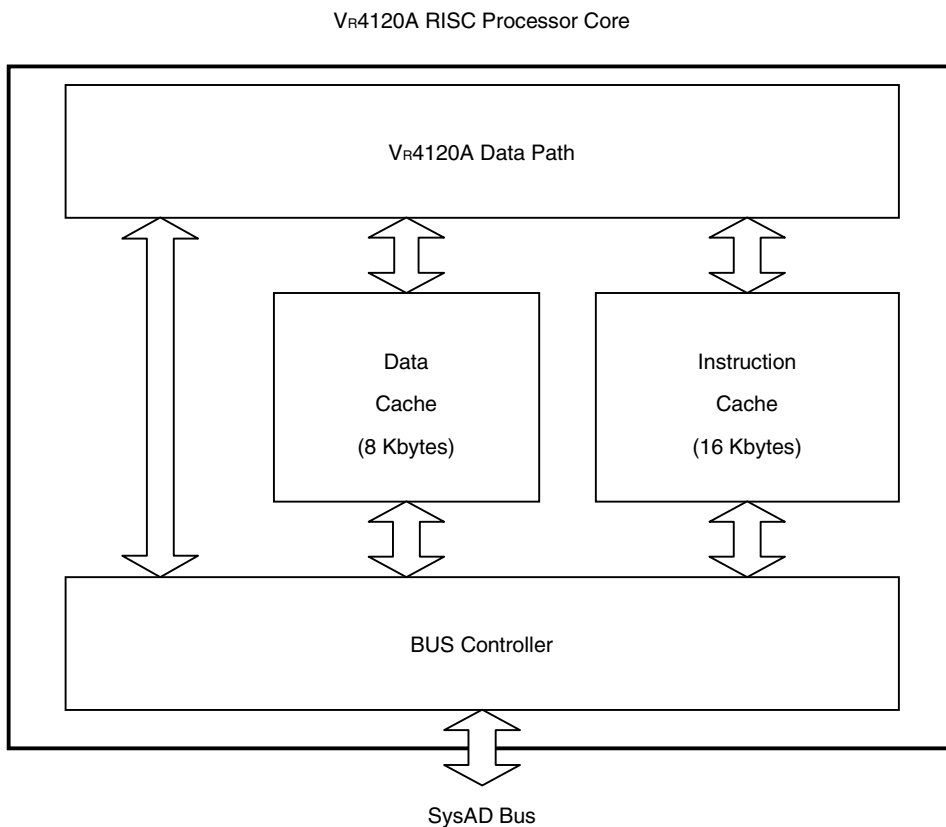 VR4120A RISC Processor Core
VR4120A Data Path
Data
Cache
(8 Kbytes)
Instruction
Cache
(16 Kbytes)
BUS Controller
SysAD Bus